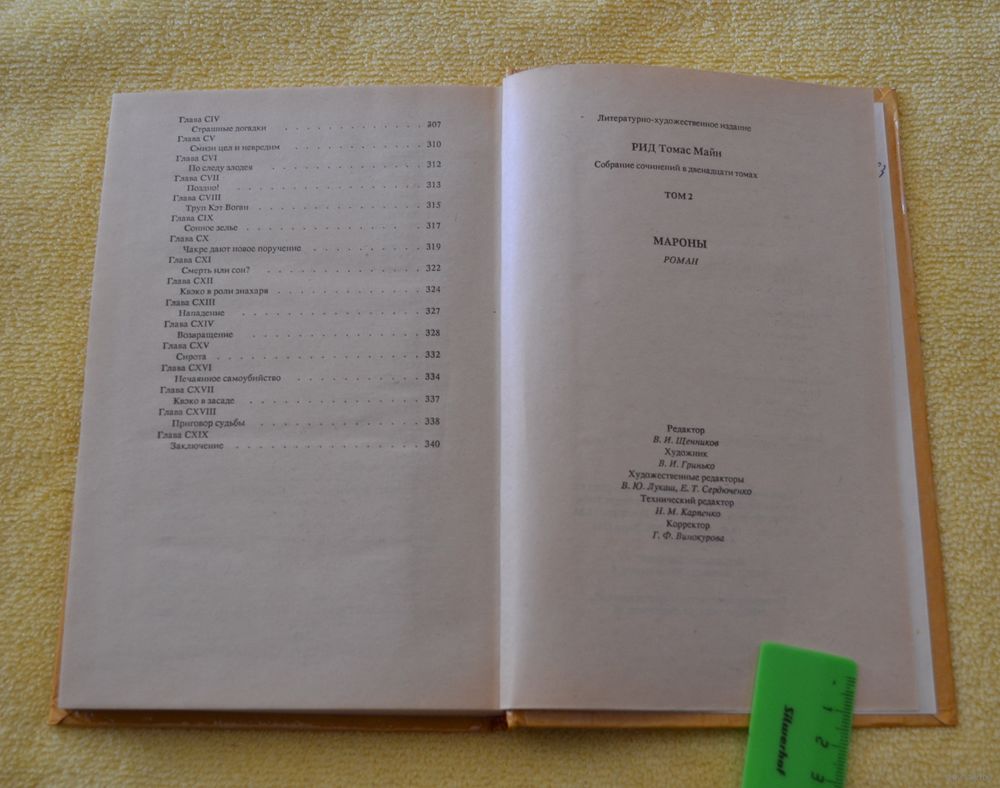 Глава CIV
Страшные догадки . . . . . . . . . . . . 307
Глава CV
Смизи цел и невредим . . . . . . . . . . . . 310
Глава CVI
По следу злодея . . . . . . . . . . . . 312
Глава CVII
Поздно! . . . . . . . . . . . . 313
Глава CVIII
Труп Кэт Воган . . . . . . . . . . . . 315
Глава CIX
Сонное зелье . . . . . . . . . . . . 317
Глава CX
Чакре дают новое поручение . . . . . . . . . 319
Глава CXI
Смерть или сон? . . . . . . . . . . . . 322
Глава CXII
Квэко в роли знахаря . . . . . . . . . . . . 324
Глава CXIII
Нападение . . . . . . . . . . . . 327
Глава CXIV
Возвращение . . . . . . . . . . . . 328
Глава CXV
Сирота . . . . . . . . . . . . 332
Глава CXVI
Нечаянное самоубийство . . . . . . . . . 334
Глава CXVII
Квэко в засаде . . . . . . . . . . . . 337
Глава CXVIII
Приговор судьбы . . . . . . . . . . . . 338
Глава CXIX
Заключение . . . . . . . . . . . . 340
Литературно-художественное издание
РИД Томас Майн
Собрание сочинений в двенадцати томах
ТОМ 2
МАРОНЫ
РОМАН
Редактор
В. И. Щенников
Художник
В. И. Гринько
Художественные редакторы
В. Ю. Лукаш, Е. Т. Сердюченко
Технический редактор
Н. М. Карпенко
Корректор
Г. Ф. Винокурова
Silwerhof
1
2
3